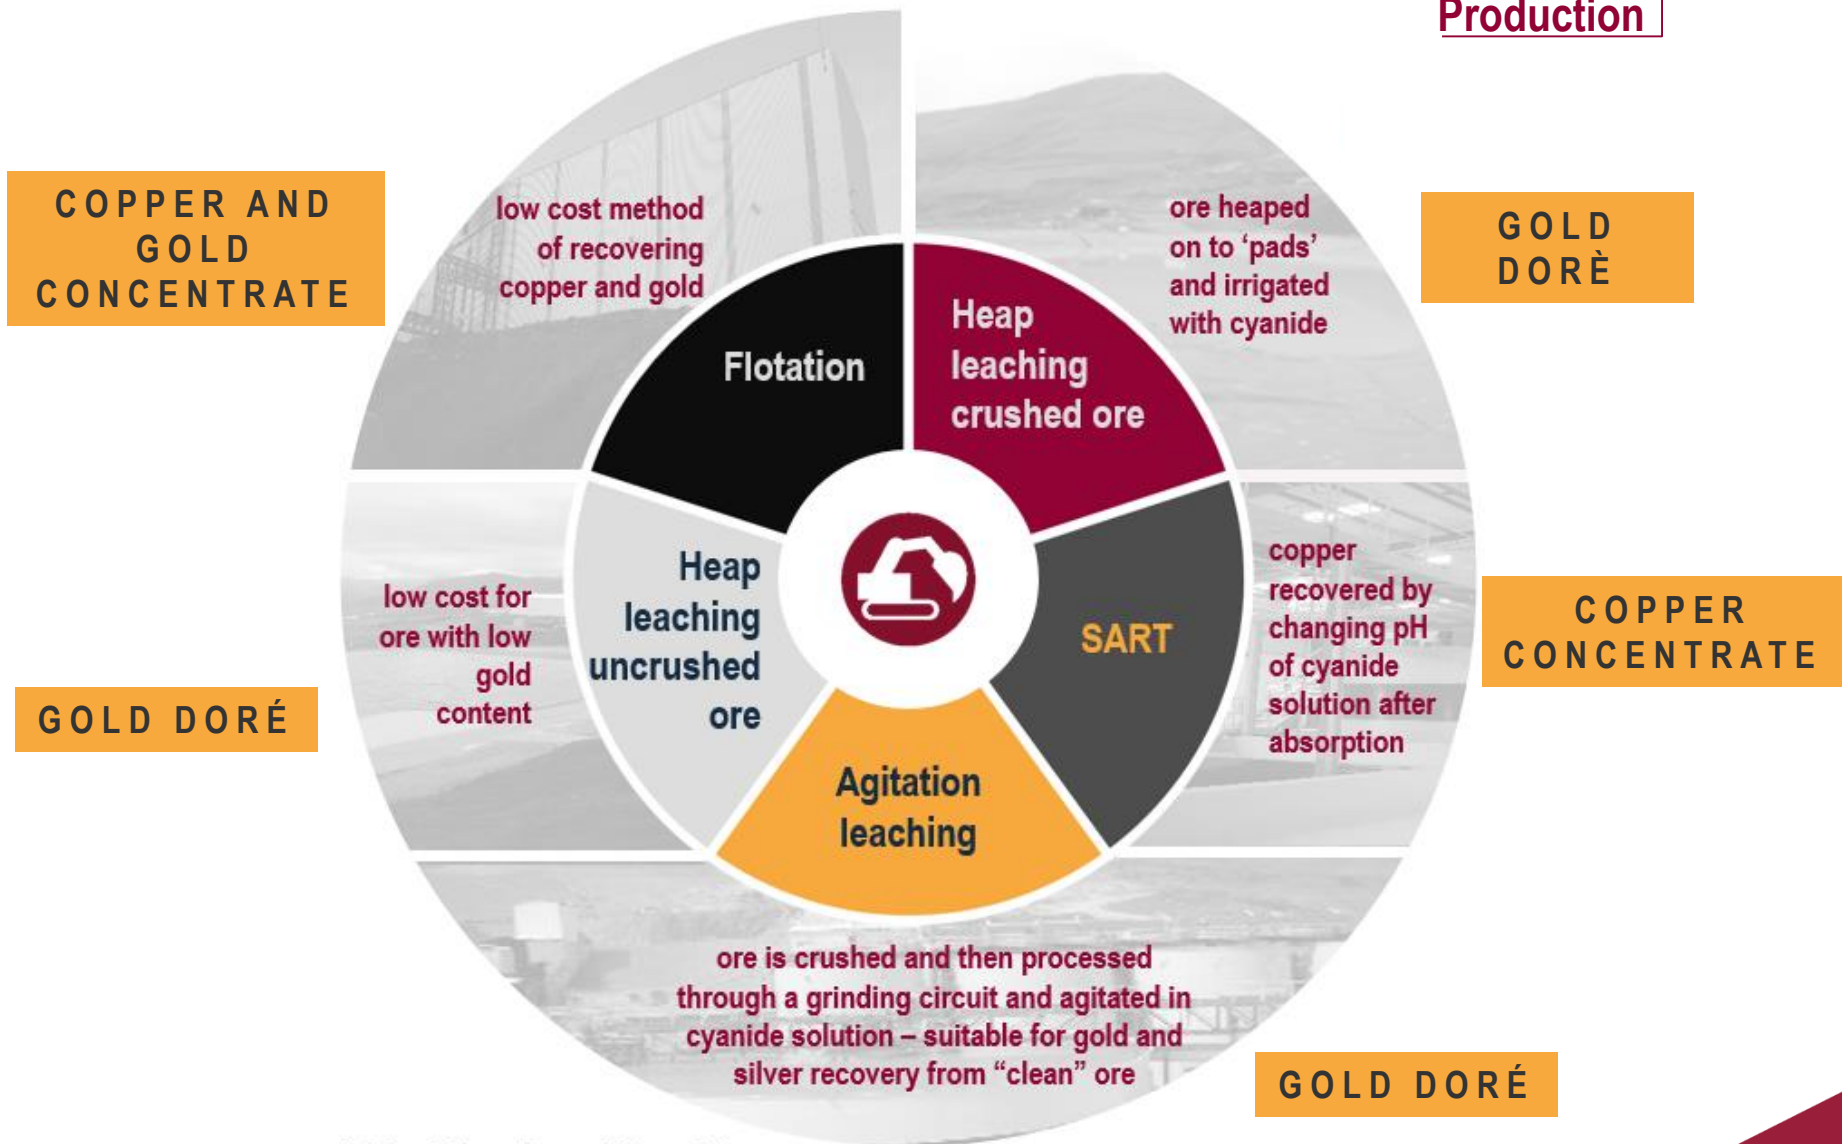 Production
COPPER AND
GOLD
CONCENTRATE
low cost method
of recovering
copper and gold
Flotation
Heap
leaching
crushed ore
ore heaped
on to ‘pads’
and irrigated
with cyanide
GOLD
DORÈ
GOLD DORÉ
low cost for
ore with low
gold
content
Heap
leaching
uncrushed
ore
SART
copper
recovered by
changing pH
of cyanide
solution after
absorption
COPPER
CONCENTRATE
Agitation
leaching
ore is crushed and then processed
through a grinding circuit and agitated in
cyanide solution – suitable for gold and
silver recovery from “clean” ore
GOLD DORÉ